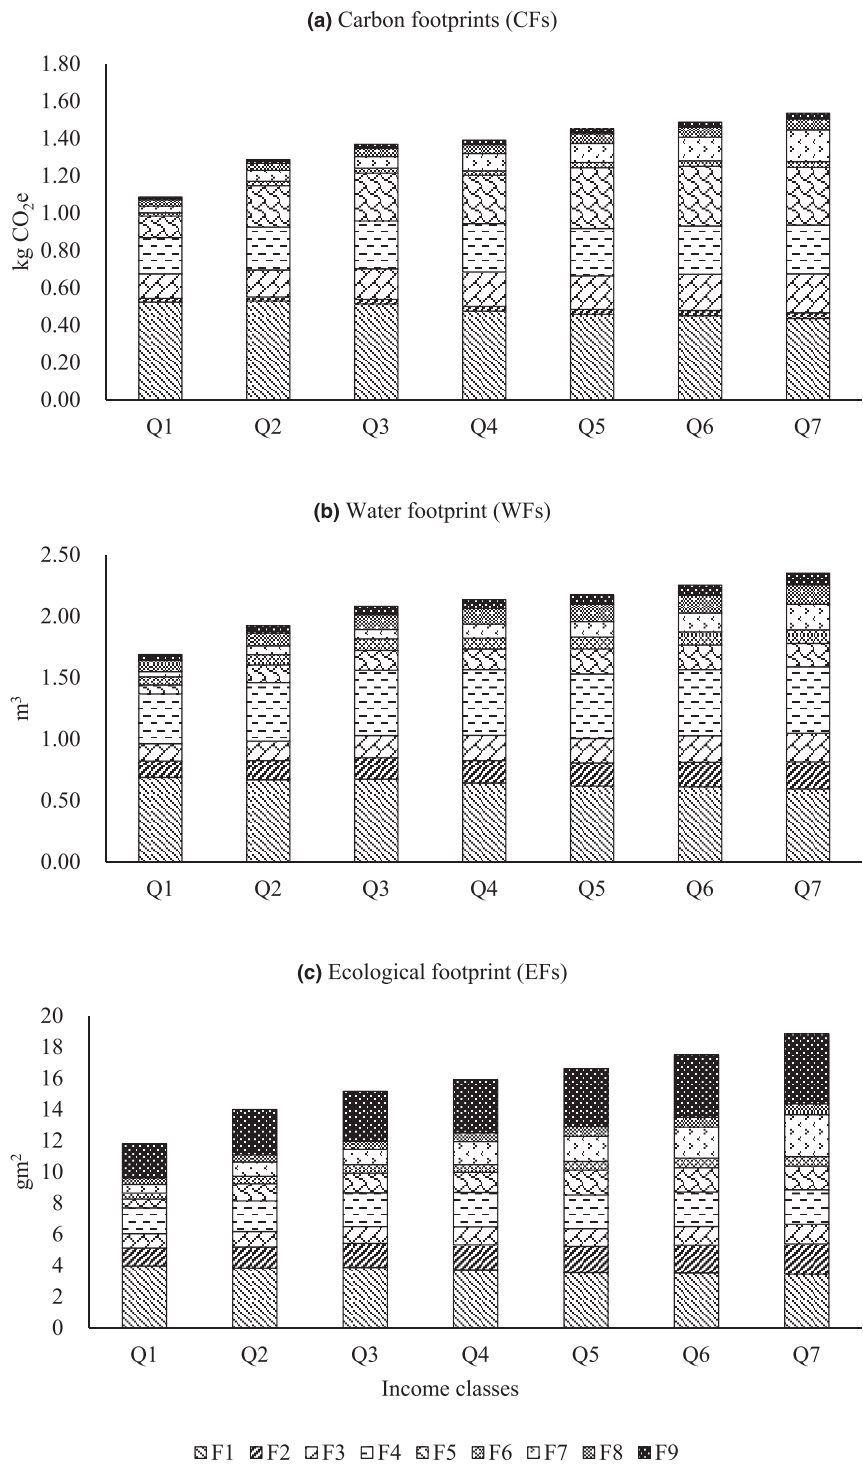 (a) Carbon footprints (CFs)
kg CO2e
1.80
1.60
1.40
1.20
1.00
0.80
0.60
0.40
0.20
0.00
Q1 Q2 Q3 Q4 Q5 Q6 Q7
(b) Water footprint (WFs)
m3
2.50
2.00
1.50
1.00
0.50
0.00
Q1 Q2 Q3 Q4 Q5 Q6 Q7
(c) Ecological footprint (EFs)
gm2
20
18
16
14
12
10
8
6
4
2
0
Q1 Q2 Q3 Q4 Q5 Q6 Q7
Income classes
F1 F2 F3 F4 F5 F6 F7 F8 F9